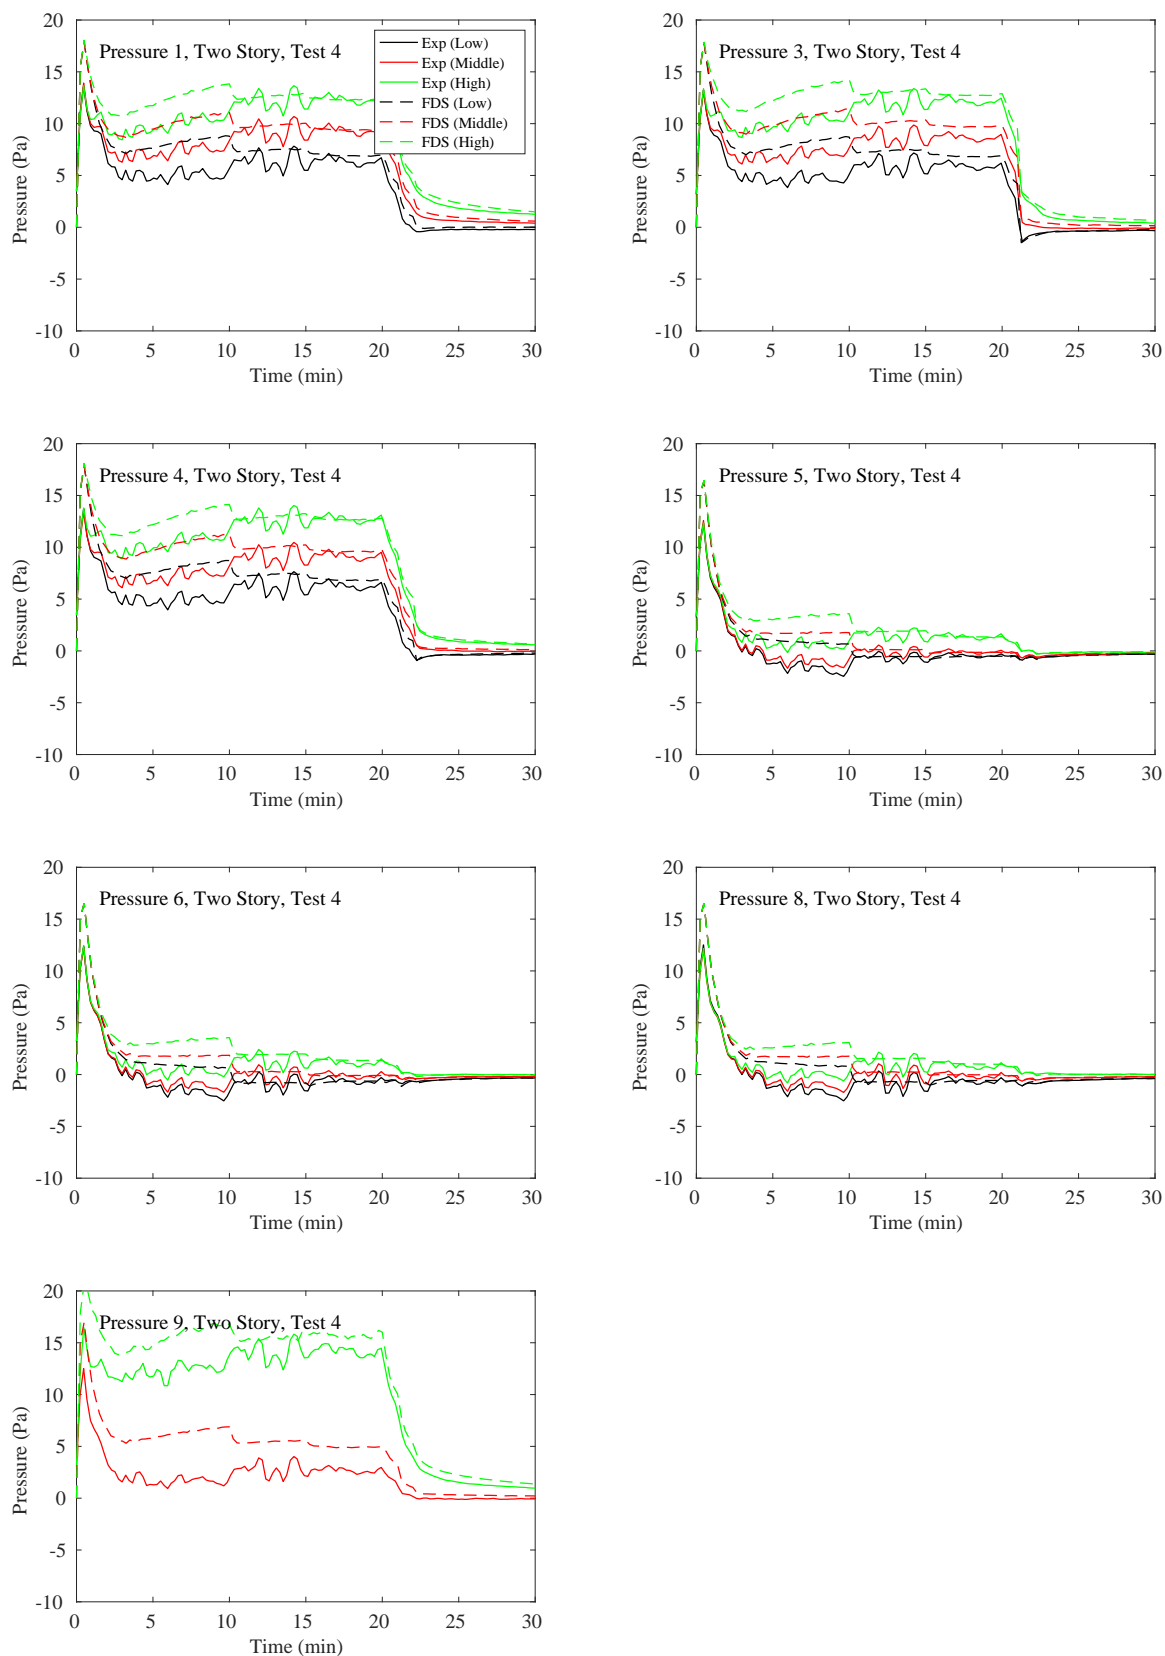 Pressure 1, Two Story, Test 4
Exp (Low)
Exp (Middle)
Exp (High)
FDS (Low)
FDS (Middle)
FDS (High)
20
15
10
5
0
-5
-10
Pressure (Pa)
0 5 10 15 20 25 30
Time (min)
Pressure 3, Two Story, Test 4
20
15
10
5
0
-5
-10
Pressure (Pa)
0 5 10 15 20 25 30
Time (min)
Pressure 4, Two Story, Test 4
20
15
10
5
0
-5
-10
Pressure (Pa)
0 5 10 15 20 25 30
Time (min)
Pressure 5, Two Story, Test 4
20
15
10
5
0
-5
-10
Pressure (Pa)
0 5 10 15 20 25 30
Time (min)
Pressure 6, Two Story, Test 4
20
15
10
5
0
-5
-10
Pressure (Pa)
0 5 10 15 20 25 30
Time (min)
Pressure 8, Two Story, Test 4
20
15
10
5
0
-5
-10
Pressure (Pa)
0 5 10 15 20 25 30
Time (min)
Pressure 9, Two Story, Test 4
20
15
10
5
0
-5
-10
Pressure (Pa)
0 5 10 15 20 25 30
Time (min)